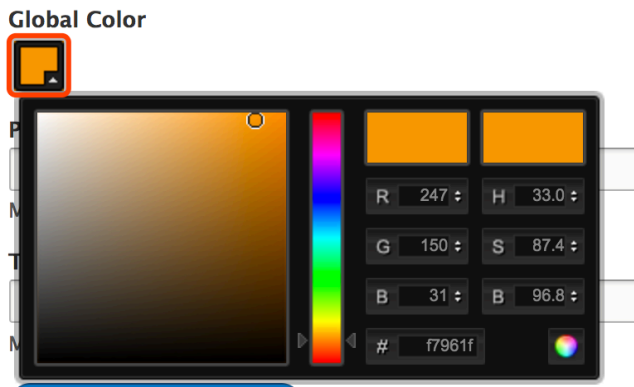 Global Color
P
R 247 H 33.0
M
G 150 S 87.4
T
B 31 B 96.8
M
# f7961f